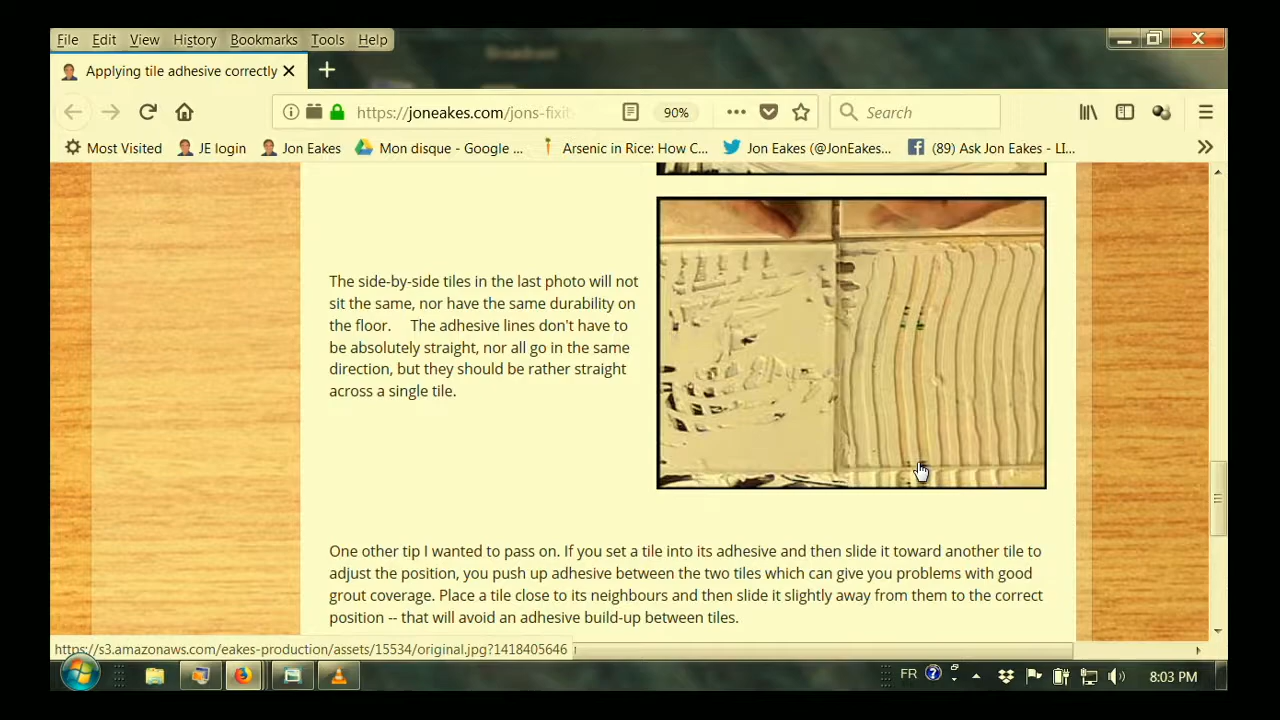 Broadcast
File Edit View History Bookmarks Tools Help
Applying tile adhesive correctly
https://joneakes.com/jons-fixit
90%
Search
Most Visited JE login Jon Eakes Mon disque - Google ... Arsenic in Rice: How C... Jon Eakes (@JonEakes... (89) Ask Jon Eakes - LI...
The side-by-side tiles in the last photo will not
sit the same, nor have the same durability on
the floor. The adhesive lines don't have to
be absolutely straight, nor all go in the same
direction, but they should be rather straight
across a single tile.
One other tip I wanted to pass on. If you set a tile into its adhesive and then slide it toward another tile to
adjust the position, you push up adhesive between the two tiles which can give you problems with good
grout coverage. Place a tile close to its neighbours and then slide it slightly away from them to the correct
position -- that will avoid an adhesive build-up between tiles.
https://s3.amazonaws.com/eakes-production/assets/15534/original.jpg?1418405646
FR 8:03 PM